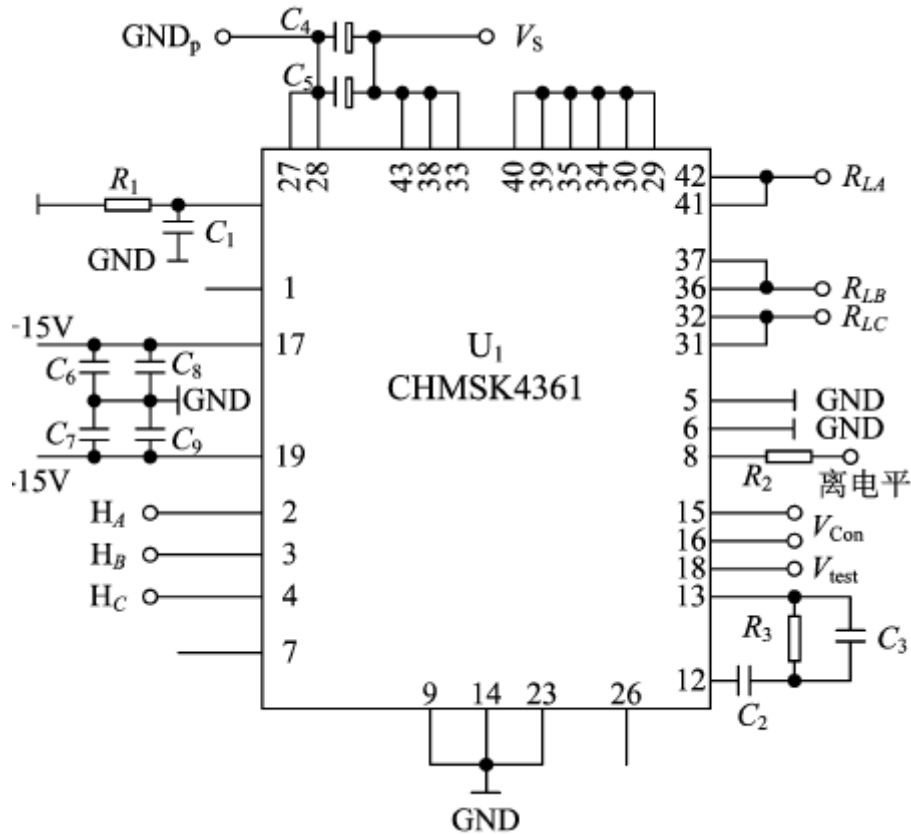 C4
GNDp VS
C5
27 28 43 38 33 40 39 35 34 30 29
R1 42 RLA
C1 41
GND
37
1 36 RLB
32 RLC
-15V 17 31
C6 C8 U1
GND CHMSK4361 5 GND
C7 C9 6 GND
19 8
-15V R2 离电平
HA 2 15
16 VCon
HB 3 18 Vtest
HC 4 13
R3 C3
7 12
9 14 23 26 C2
GND